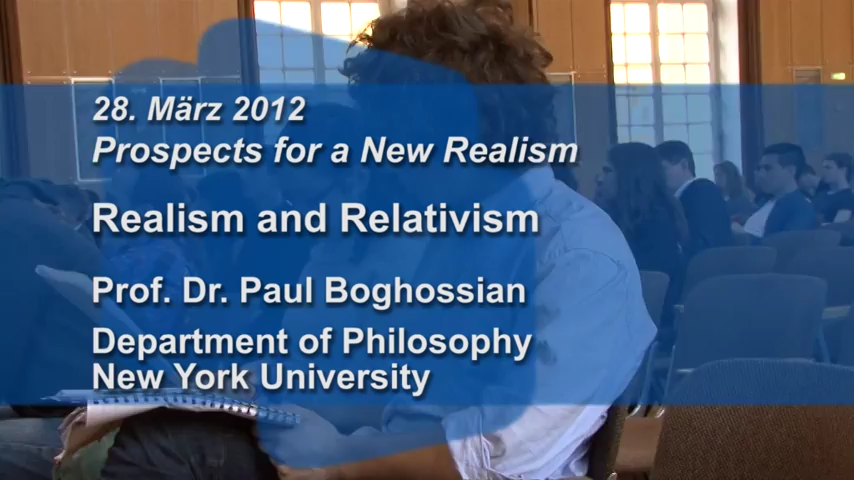 28. März 2012
Prospects for a New Realism
Realism and Relativism
Prof. Dr. Paul Boghossian
Department of Philosophy
New York University